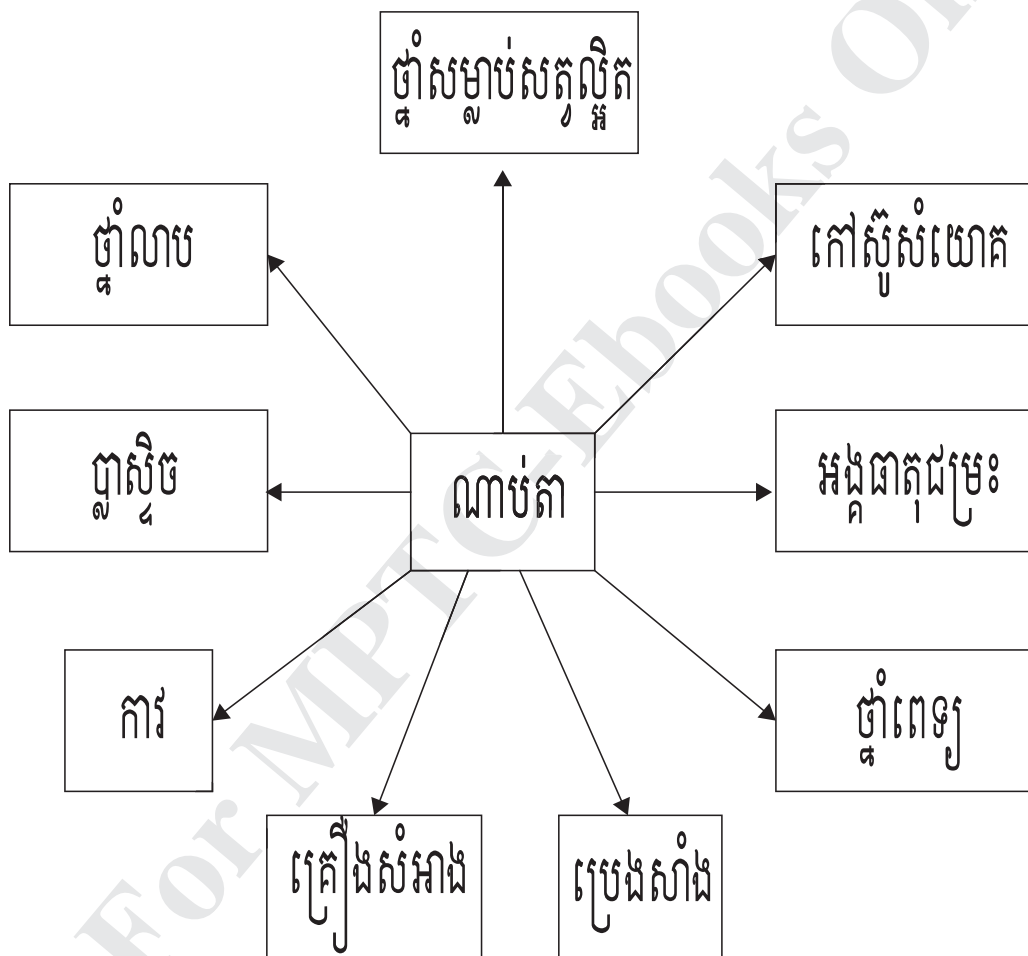 ថ្នាំសម្លាប់សត្វល្អិត
ថ្នាំលាប
កៅស៊ូសំយោគ
ប្លាស្ទិច
ណាប់តា
អង្គធាតុជម្រះ
ការ
ថ្នាំពេទ្យ
គ្រឿងសំអាង
ប្រេងសាំង
For MPTC-Ebooks On